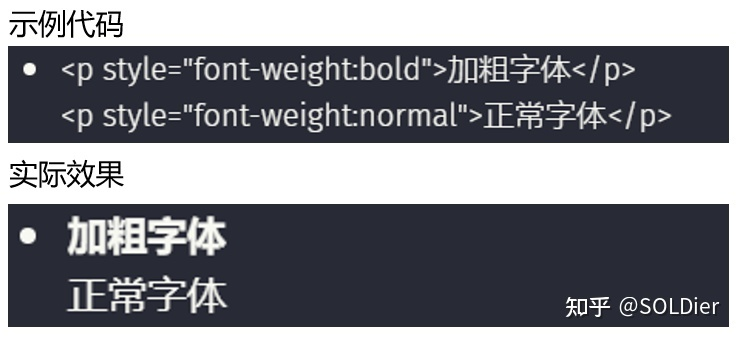 示例代码
<p style="font-weight:bold">加粗字体</p>
<p style="font-weight:normal">正常字体</p>
实际效果
加粗字体
正常字体
知乎 @SOLDier